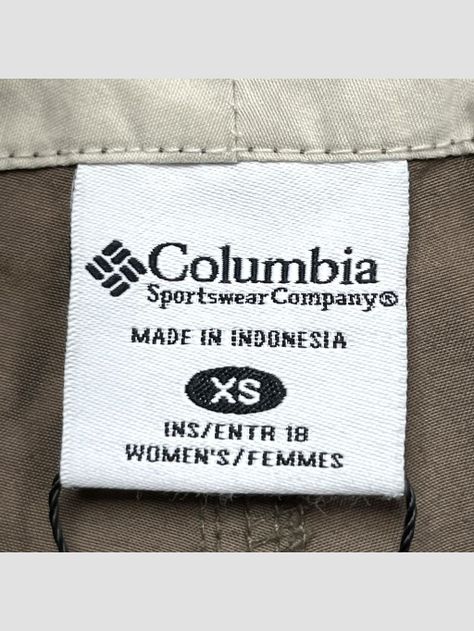 Columbia
Sportswear Company®
MADE IN INDONESIA
XS
INS/ENTR 18
WOMEN'S/FEMMES